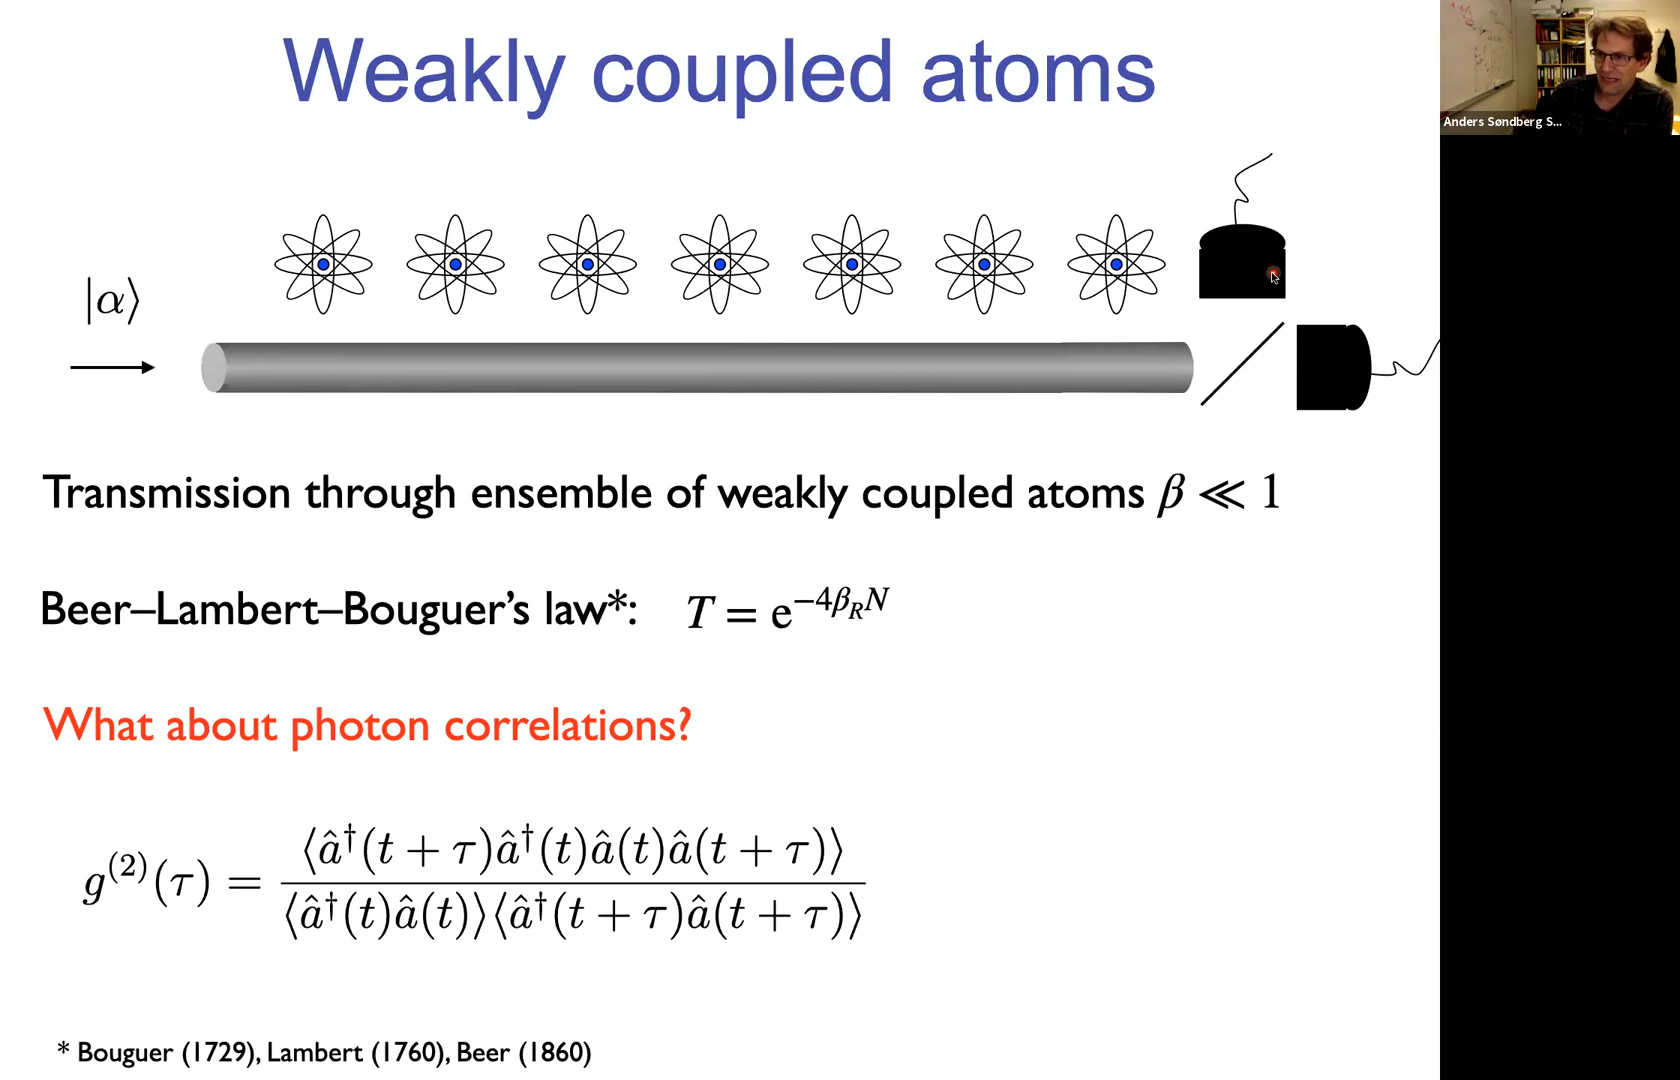 Weakly coupled atoms
Anders Søndberg S...
|α⟩
Transmission through ensemble of weakly coupled atoms β ≪ 1
Beer–Lambert–Bouguer's law*: T = e^{−4β_R N}
What about photon correlations?
g^{(2)}(τ) = ⟨â†(t + τ)â†(t)â(t)â(t + τ)⟩ / ⟨â†(t)â(t)⟩⟨â†(t + τ)â(t + τ)⟩
* Bouguer (1729), Lambert (1760), Beer (1860)